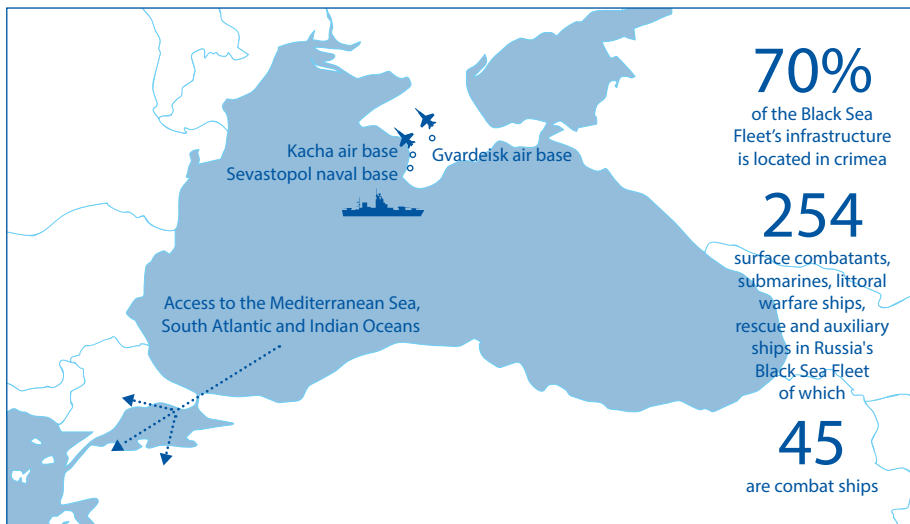 Kacha air base
Sevastopol naval base
Gvardeisk air base
Access to the Mediterranean Sea,
South Atlantic and Indian Oceans
70%
of the Black Sea
Fleet's infrastructure
is located in crimea
254
surface combatants,
submarines, littoral
warfare ships,
rescue and auxiliary
ships in Russia's
Black Sea Fleet
of which
45
are combat ships